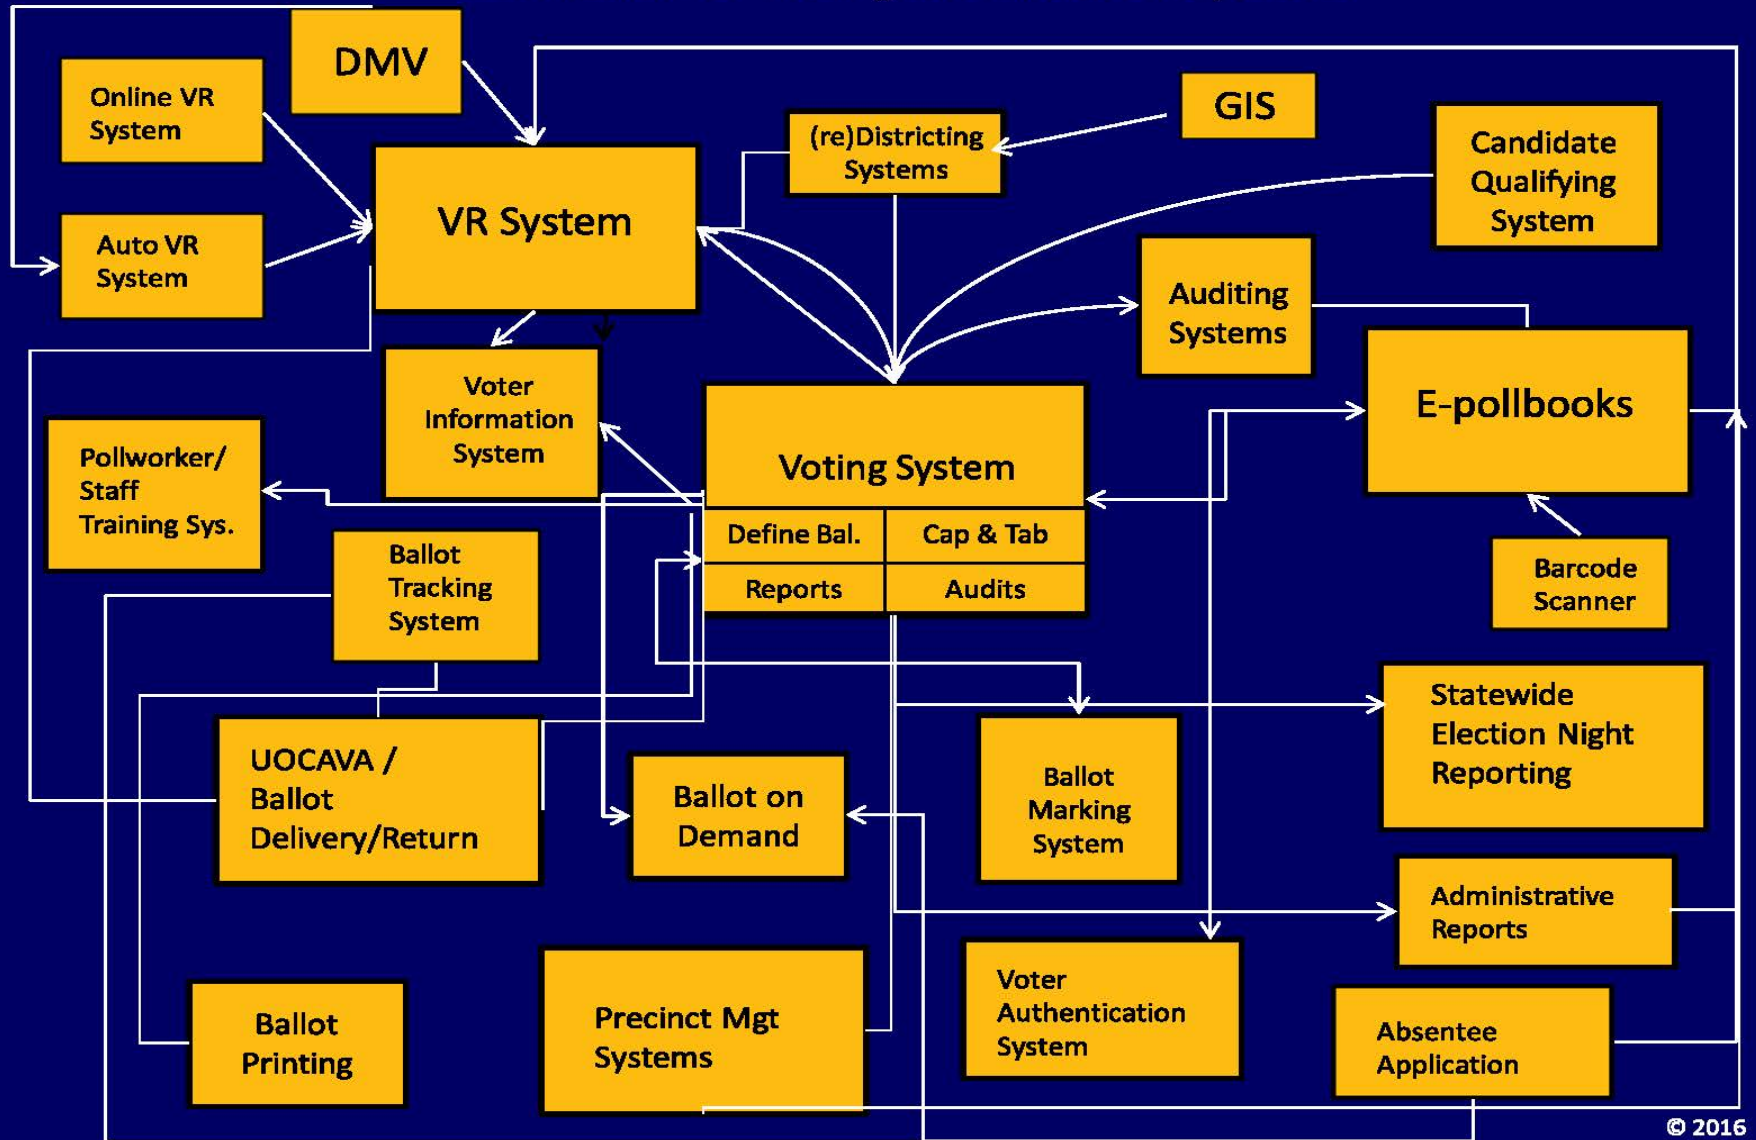 DMV
Online VR
System
GIS
(re)Districting
Systems
Candidate
Qualifying
System
VR System
Auto VR
System
Auditing
Systems
Voter
Information
System
E-pollbooks
Pollworker/
Staff
Training Sys.
Voting System
Define Bal.
Cap & Tab
Reports
Audits
Ballot
Tracking
System
Barcode
Scanner
Statewide
Election Night
Reporting
UOCAVA /
Ballot
Delivery/Return
Ballot on
Demand
Ballot
Marking
System
Administrative
Reports
Voter
Authentication
System
Ballot
Printing
Precinct Mgt
Systems
Absentee
Application
© 2016